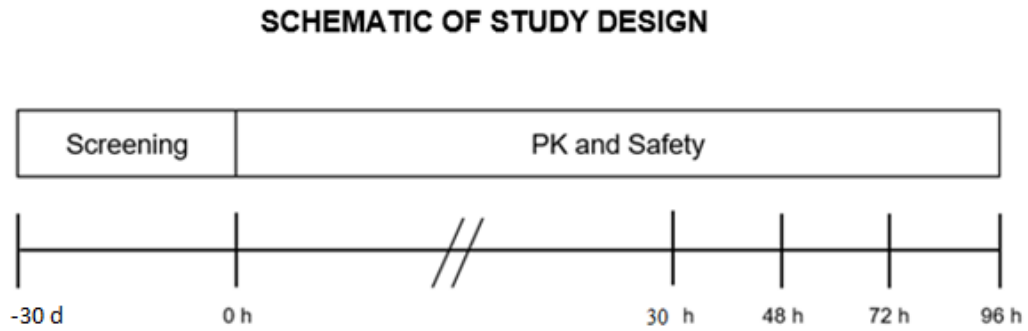 SCHEMATIC OF STUDY DESIGN
Screening PK and Safety
-30 d 0 h 30 h 48 h 72 h 96 h